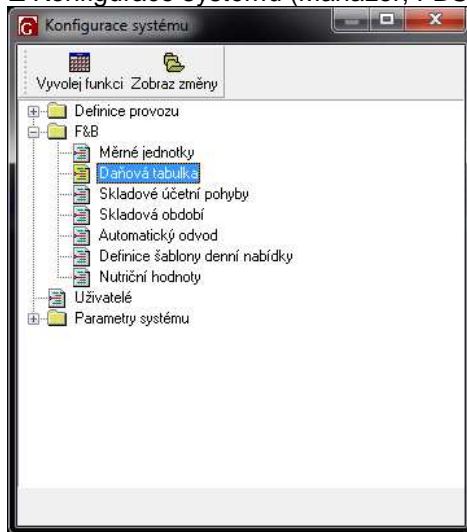 Konfigurace systému
Vyvolej funkci Zobraz změny
Definice provozu
F&B
Měrné jednotky
Daňová tabulka
Skladové účetní pohyby
Skladová období
Automatický odvod
Definice šablony denní nabídky
Nutriční hodnoty
Uživatelé
Parametry systému